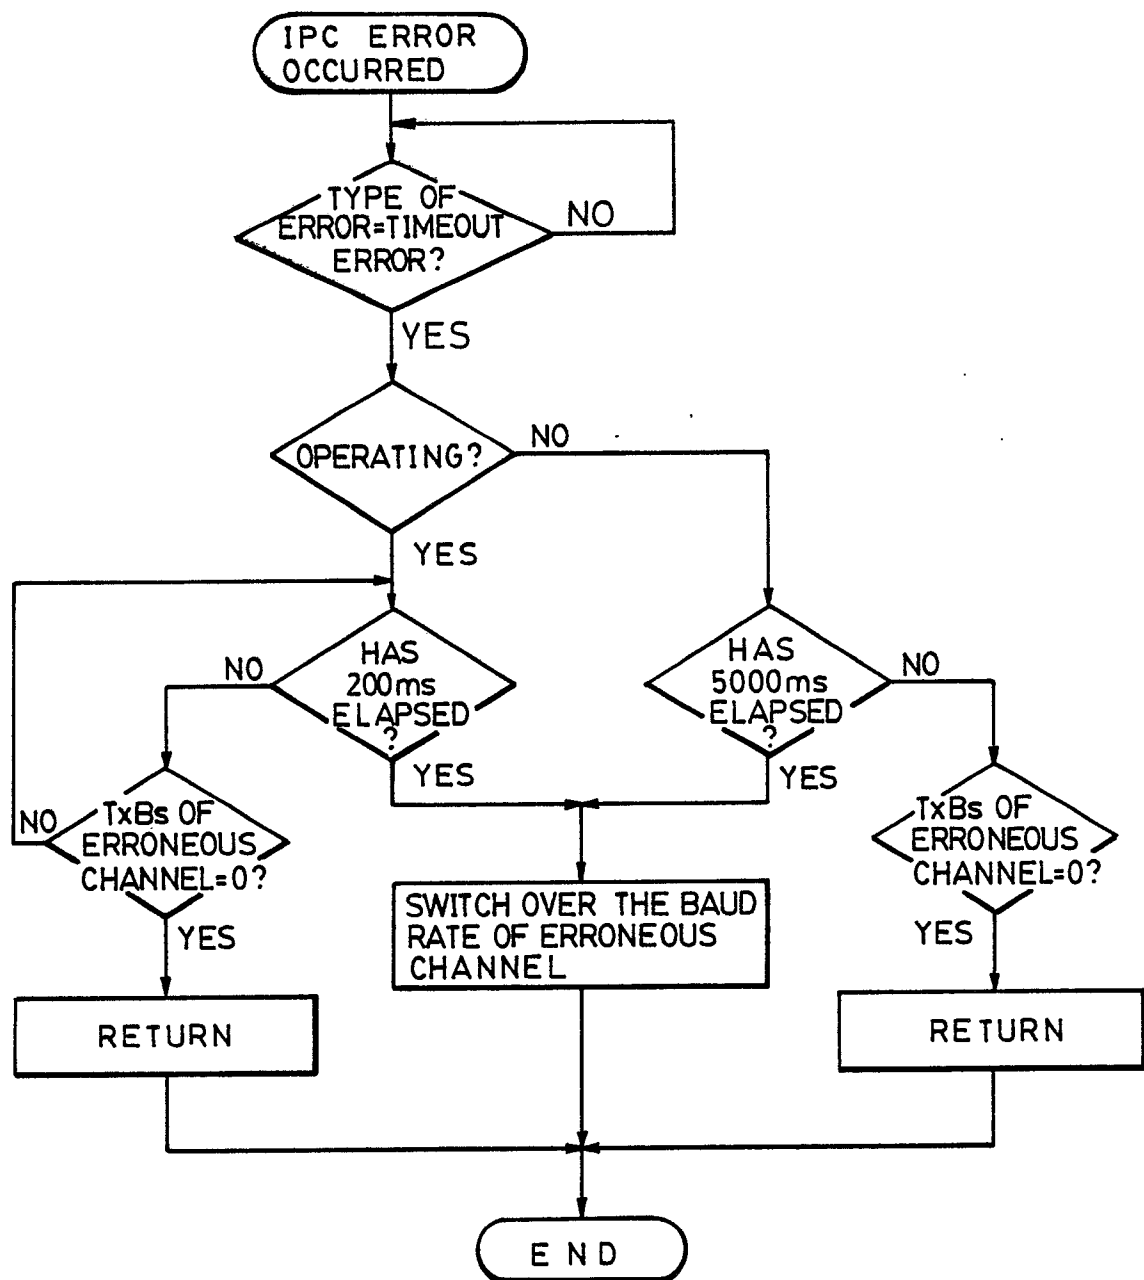 IPC ERROR
OCCURRED
TYPE OF
ERROR=TIMEOUT
ERROR?
NO
YES
OPERATING?
NO
YES
HAS
200ms
ELAPSED
?
NO
YES
HAS
5000ms
ELAPSED
?
NO
YES
TxBs OF
ERRONEOUS
CHANNEL=0?
NO
YES
SWITCH OVER THE BAUD
RATE OF ERRONEOUS
CHANNEL
TxBs OF
ERRONEOUS
CHANNEL=0?
YES
RETURN
RETURN
END